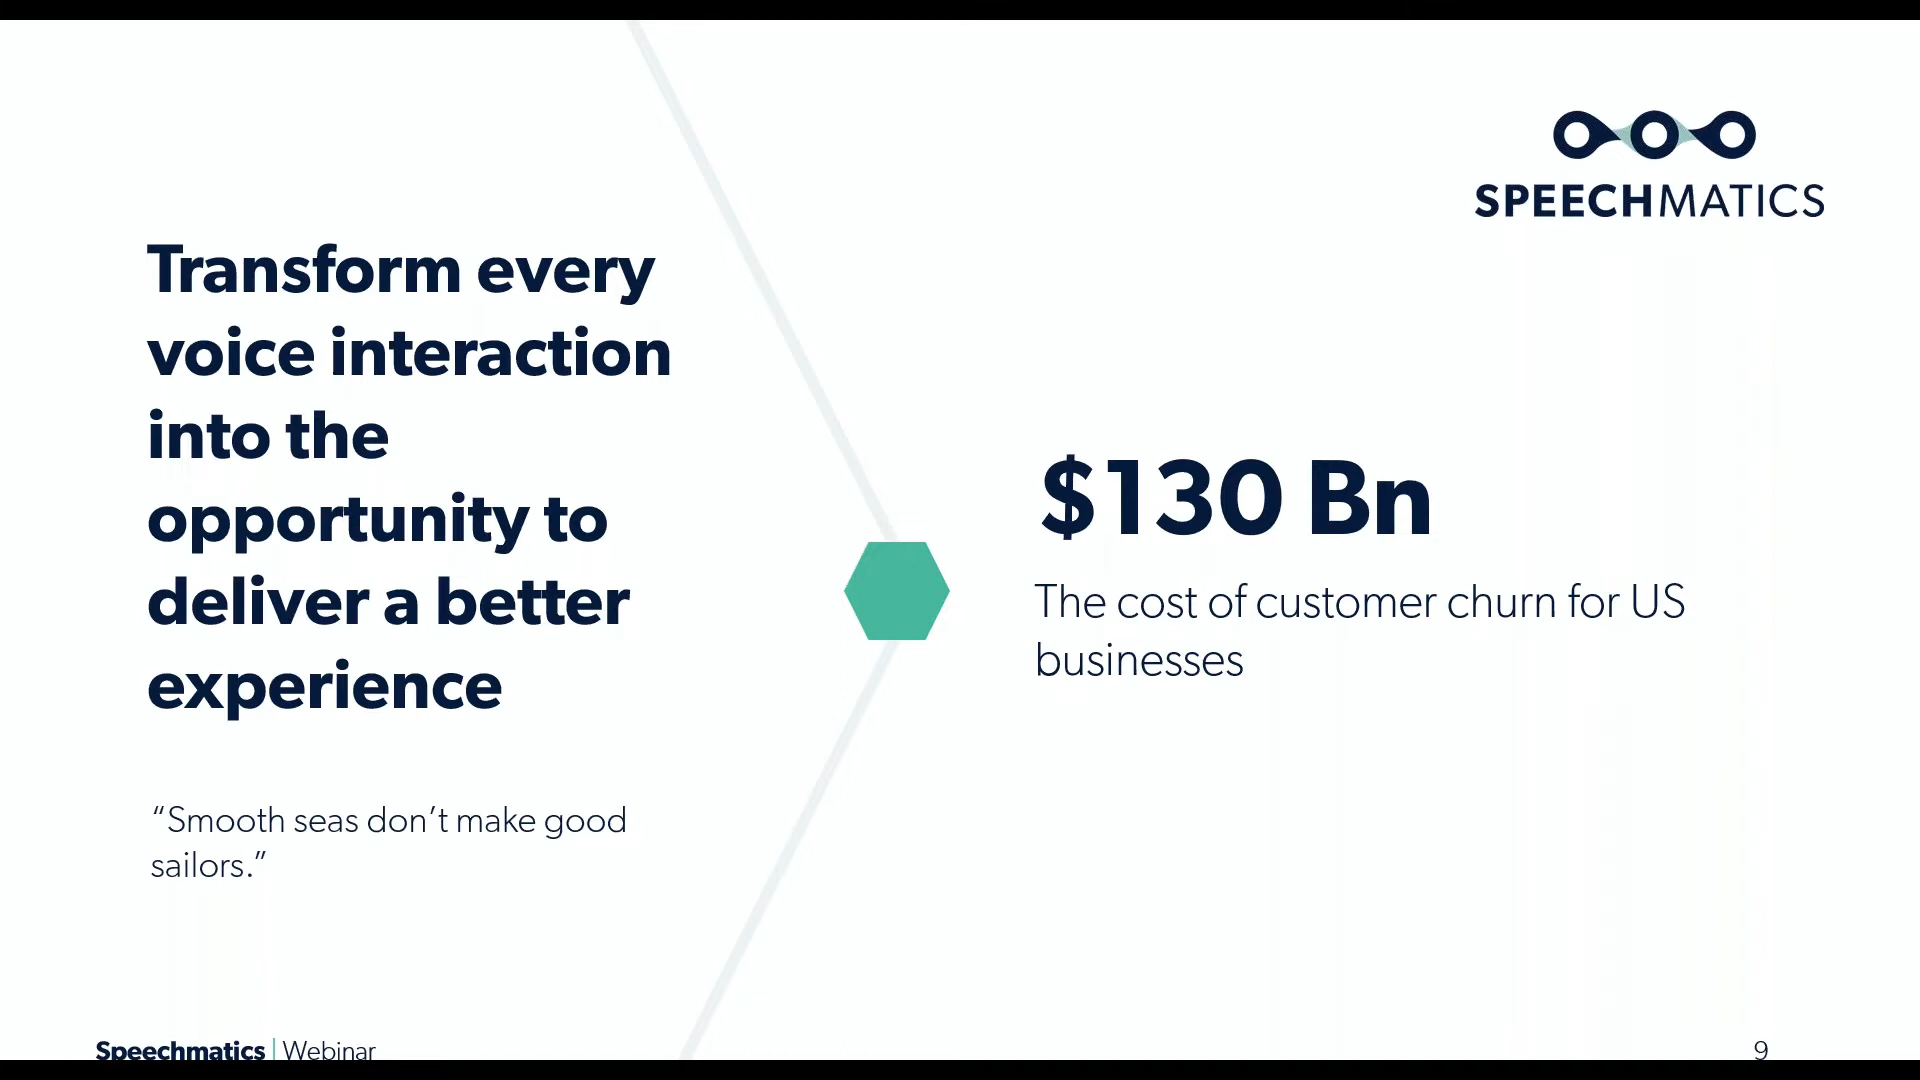 SPEECHMATICS
Transform every
voice interaction
into the
opportunity to
deliver a better
experience
“Smooth seas don’t make good
sailors.”
$130 Bn
The cost of customer churn for US
businesses
Speechmatics | Webinar
9